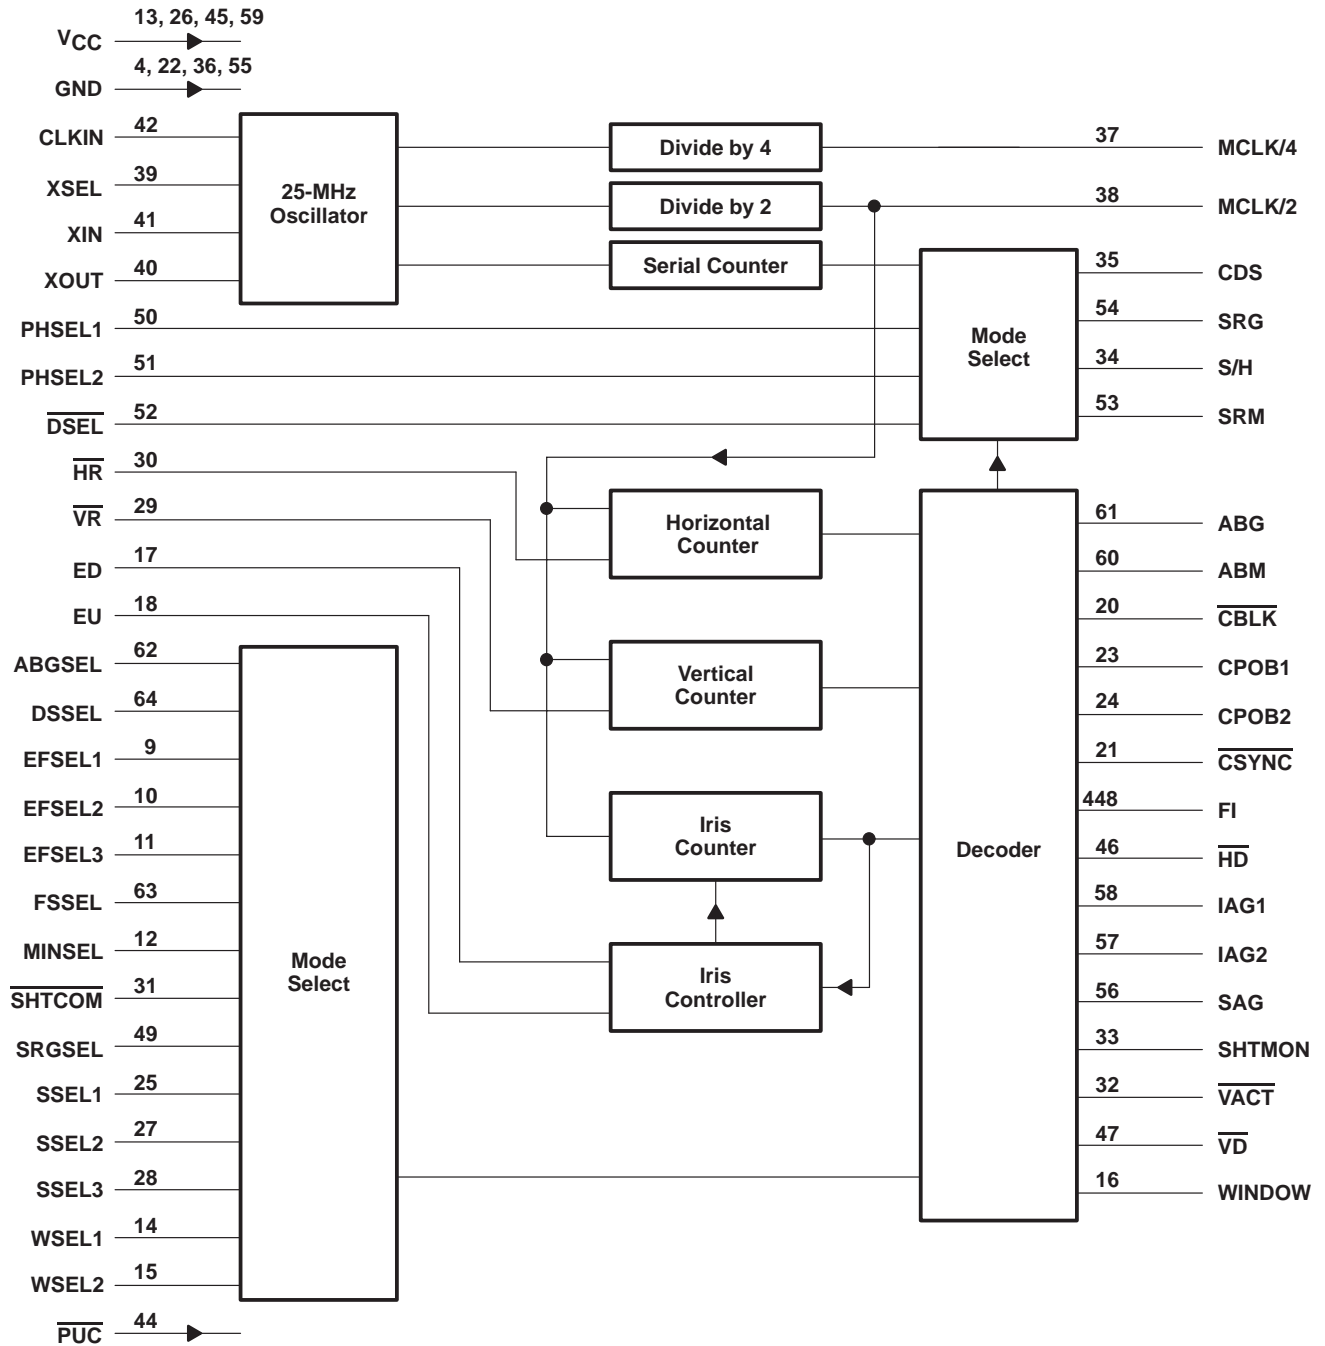 13, 26, 45, 59
VCC
4, 22, 36, 55
GND
CLKIN 42
XSEL 39
XIN 41
XOUT 40
PHSEL1 50
PHSEL2 51
DSEL 52
HR 30
VR 29
ED 17
EU 18
ABGSEL 62
DSSEL 64
EFSEL1 9
EFSEL2 10
EFSEL3 11
FSSEL 63
MINSEL 12
SHTCOM 31
SRGSEL 49
SSEL1 25
SSEL2 27
SSEL3 28
WSEL1 14
WSEL2 15
PUC 44
25-MHz
Oscillator
Mode
Select
Divide by 4
Divide by 2
Serial Counter
Horizontal
Counter
Vertical
Counter
Iris
Counter
Iris
Controller
Mode
Select
Decoder
37 MCLK/4
38 MCLK/2
35 CDS
54 SRG
34 S/H
53 SRM
61 ABG
60 ABM
20 CBLK
23 CPOB1
24 CPOB2
21 CSYNC
448 FI
46 HD
58 IAG1
57 IAG2
56 SAG
33 SHTMON
32 VACT
47 VD
16 WINDOW